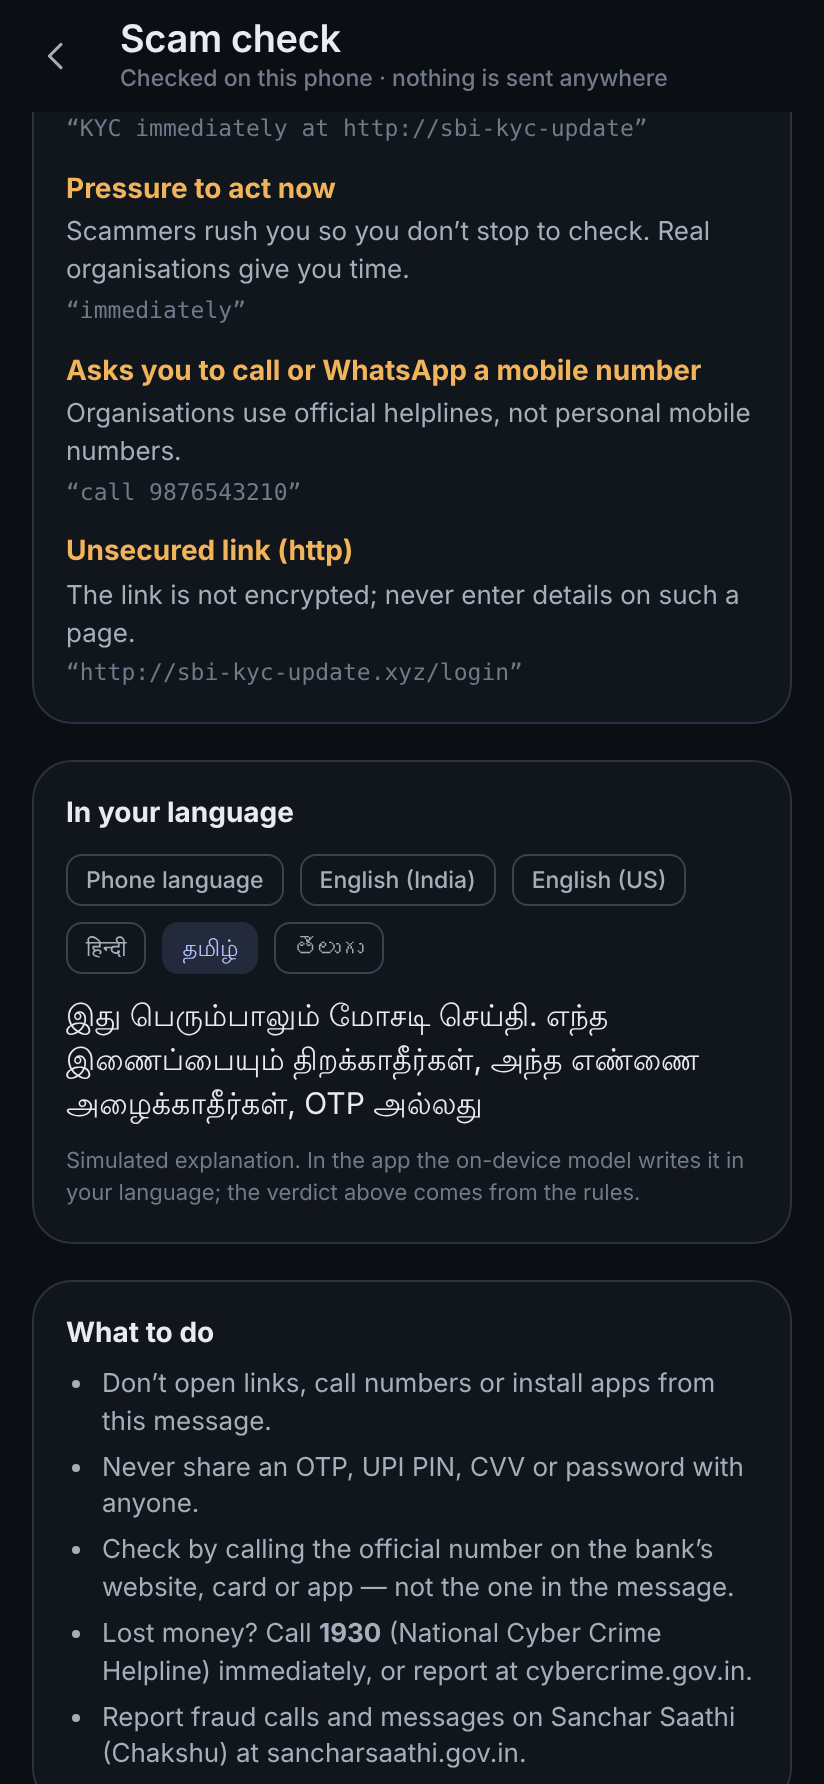 Scam check
Checked on this phone · nothing is sent anywhere
“KYC immediately at http://sbi-kyc-update”
Pressure to act now
Scammers rush you so you don’t stop to check. Real
organisations give you time.
“immediately”
Asks you to call or WhatsApp a mobile number
Organisations use official helplines, not personal mobile
numbers.
“call 9876543210”
Unsecured link (http)
The link is not encrypted; never enter details on such a
page.
“http://sbi-kyc-update.xyz/login”
In your language
Phone language
English (India)
English (US)
हिन्दी
தமிழ்
తెలుగు
இது பெரும்பாலும் மோசடி செய்தி. எந்த
இணைப்பையும் திறக்காதீர்கள், அந்த எண்ணை
அழைக்காதீர்கள், OTP அல்லது
Simulated explanation. In the app the on-device model writes it in
your language; the verdict above comes from the rules.
What to do
• Don’t open links, call numbers or install apps from
this message.
• Never share an OTP, UPI PIN, CVV or password with
anyone.
• Check by calling the official number on the bank’s
website, card or app — not the one in the message.
• Lost money? Call 1930 (National Cyber Crime
Helpline) immediately, or report at cybercrime.gov.in.
• Report fraud calls and messages on Sanchar Saathi
(Chakshu) at sancharsaathi.gov.in.